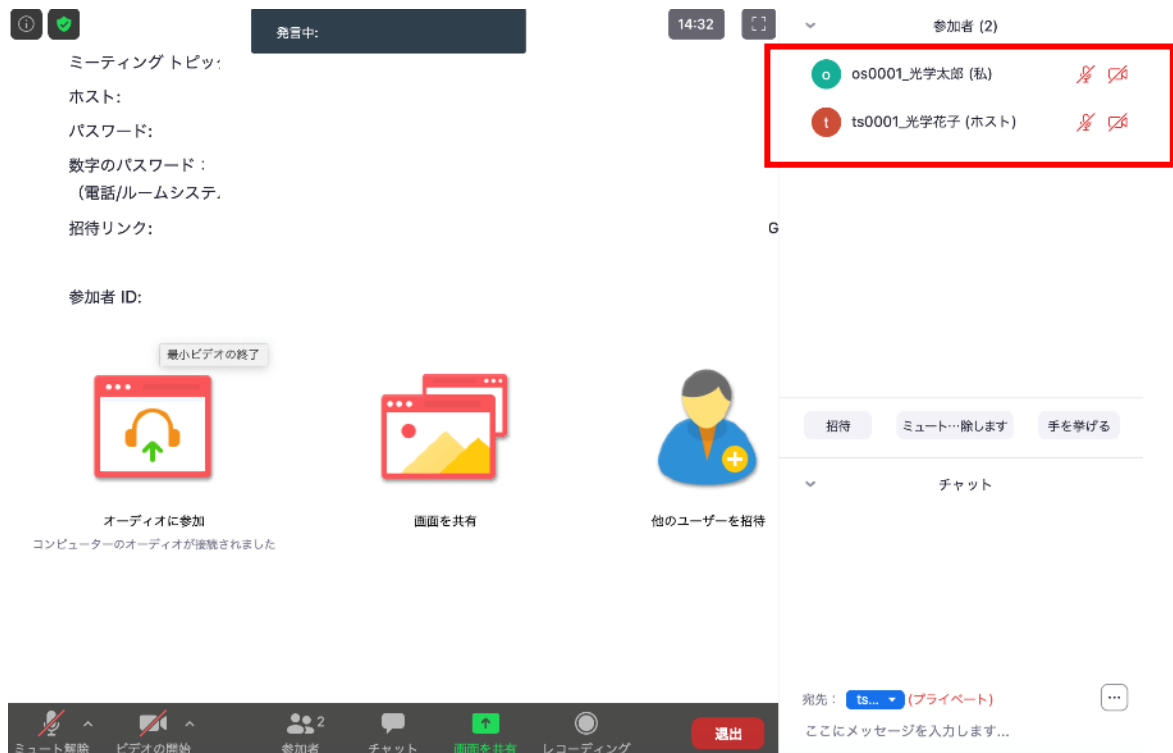 発言中:
14:32
ミーティング トピッ
ホスト:
パスワード:
数字のパスワード：
（電話/ルームシステ
招待リンク:
G
参加者 ID:
最小ビデオの終了
オーディオに参加
コンピューターのオーディオが接続されました
画面を共有
他のユーザーを招待
参加者 (2)
o
os0001_光学太郎 (私)
t
ts0001_光学花子 (ホスト)
招待
ミュート…除します
手を挙げる
チャット
宛先：
ts...
(プライベート)
ここにメッセージを入力します...
ミュート解除
ビデオの開始
2
参加者
チャット
画面を共有
レコーディング
退出